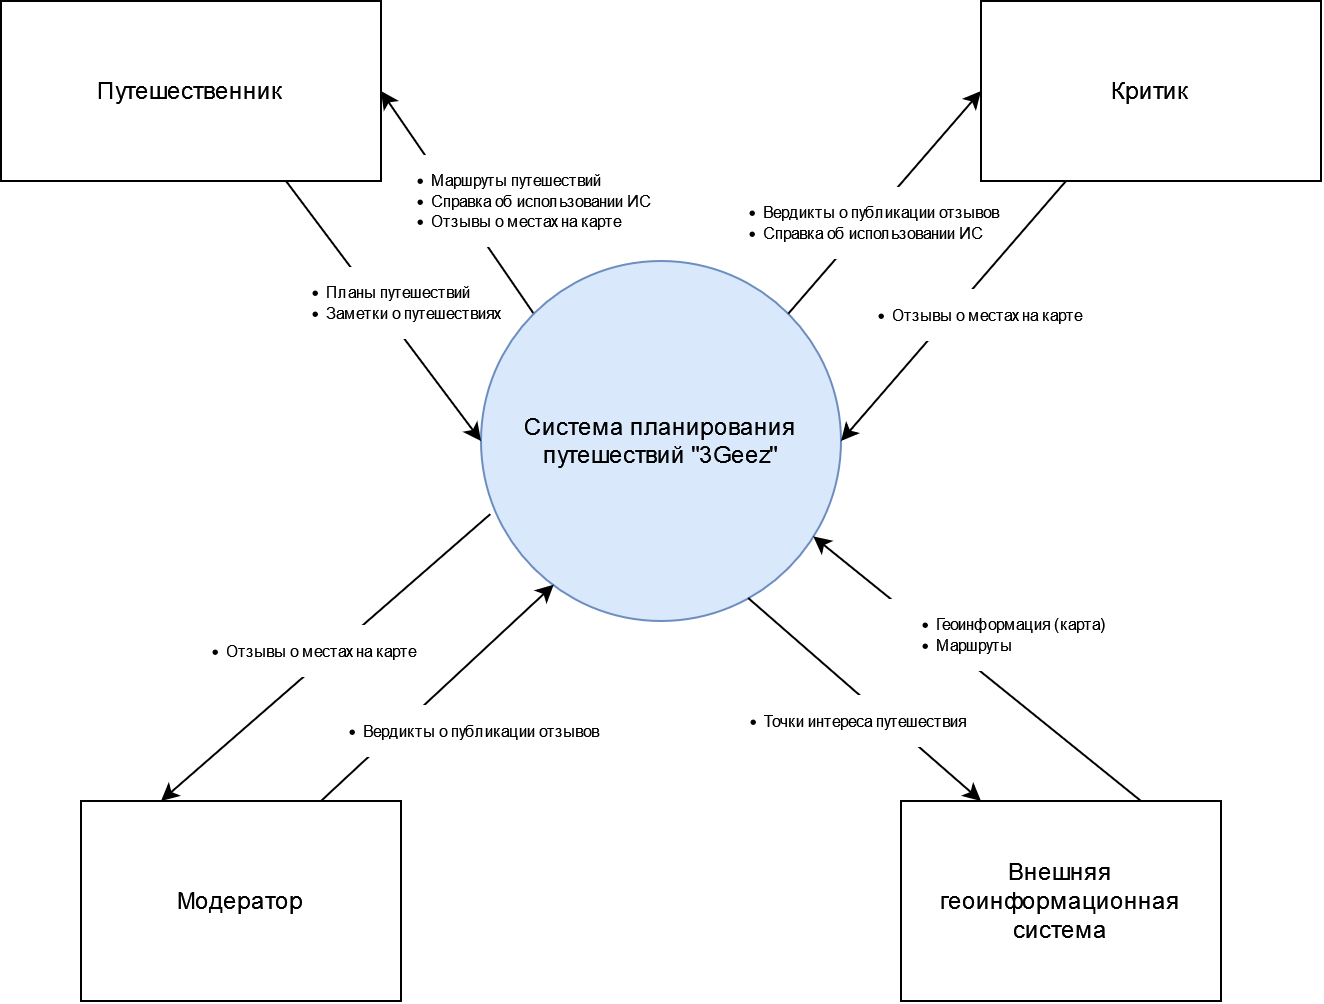 Путешественник
Критик
• Маршруты путешествий
• Справка об использовании ИС
• Отзывы о местах на карте
• Вердикты о публикации отзывов
• Справка об использовании ИС
• Планы путешествий
• Заметки о путешествиях
• Отзывы о местах на карте
Система планирования
путешествий "3Geez"
• Отзывы о местах на карте
• Вердикты о публикации отзывов
• Геоинформация (карта)
• Маршруты
• Точки интереса путешествия
Модератор
Внешняя
геоинформационная
система